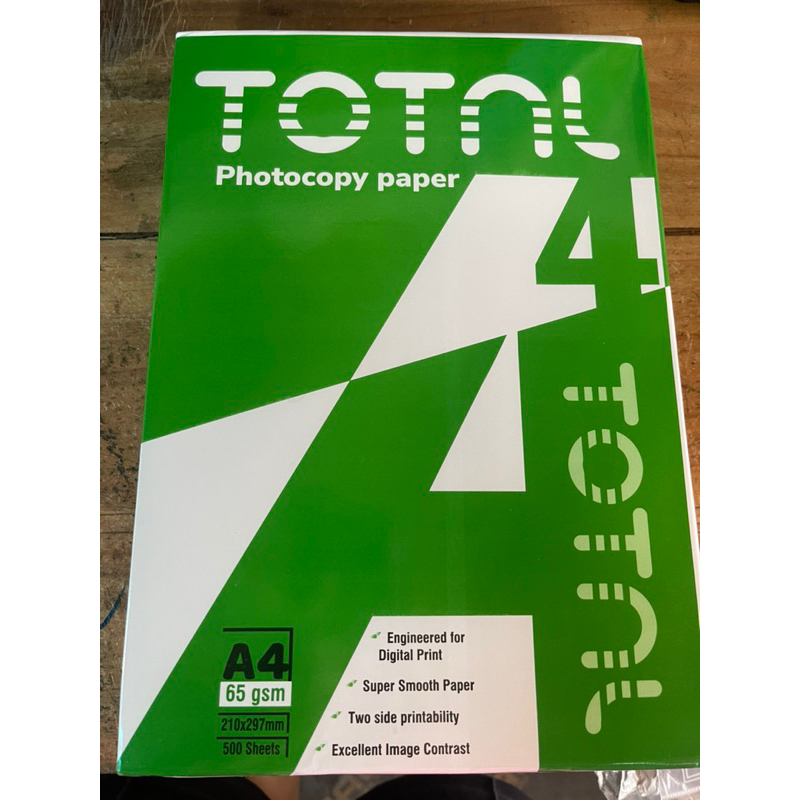 TOTAL
Photocopy paper
A4
TOTAL
A4
65 gsm
210x297mm
500 Sheets
Engineered for
Digital Print
Super Smooth Paper
Two side printability
Excellent Image Contrast